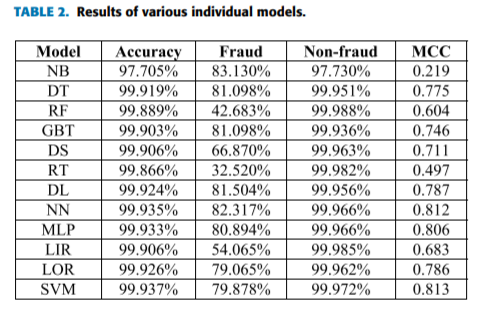 TABLE 2. Results of various individual models.
Model Accuracy Fraud Non-fraud MCC
NB 97.705% 83.130% 97.730% 0.219
DT 99.919% 81.098% 99.951% 0.775
RF 99.889% 42.683% 99.988% 0.604
GBT 99.903% 81.098% 99.936% 0.746
DS 99.906% 66.870% 99.963% 0.711
RT 99.866% 32.520% 99.982% 0.497
DL 99.924% 81.504% 99.956% 0.787
NN 99.935% 82.317% 99.966% 0.812
MLP 99.933% 80.894% 99.966% 0.806
LIR 99.906% 54.065% 99.985% 0.683
LOR 99.926% 79.065% 99.962% 0.786
SVM 99.937% 79.878% 99.972% 0.813